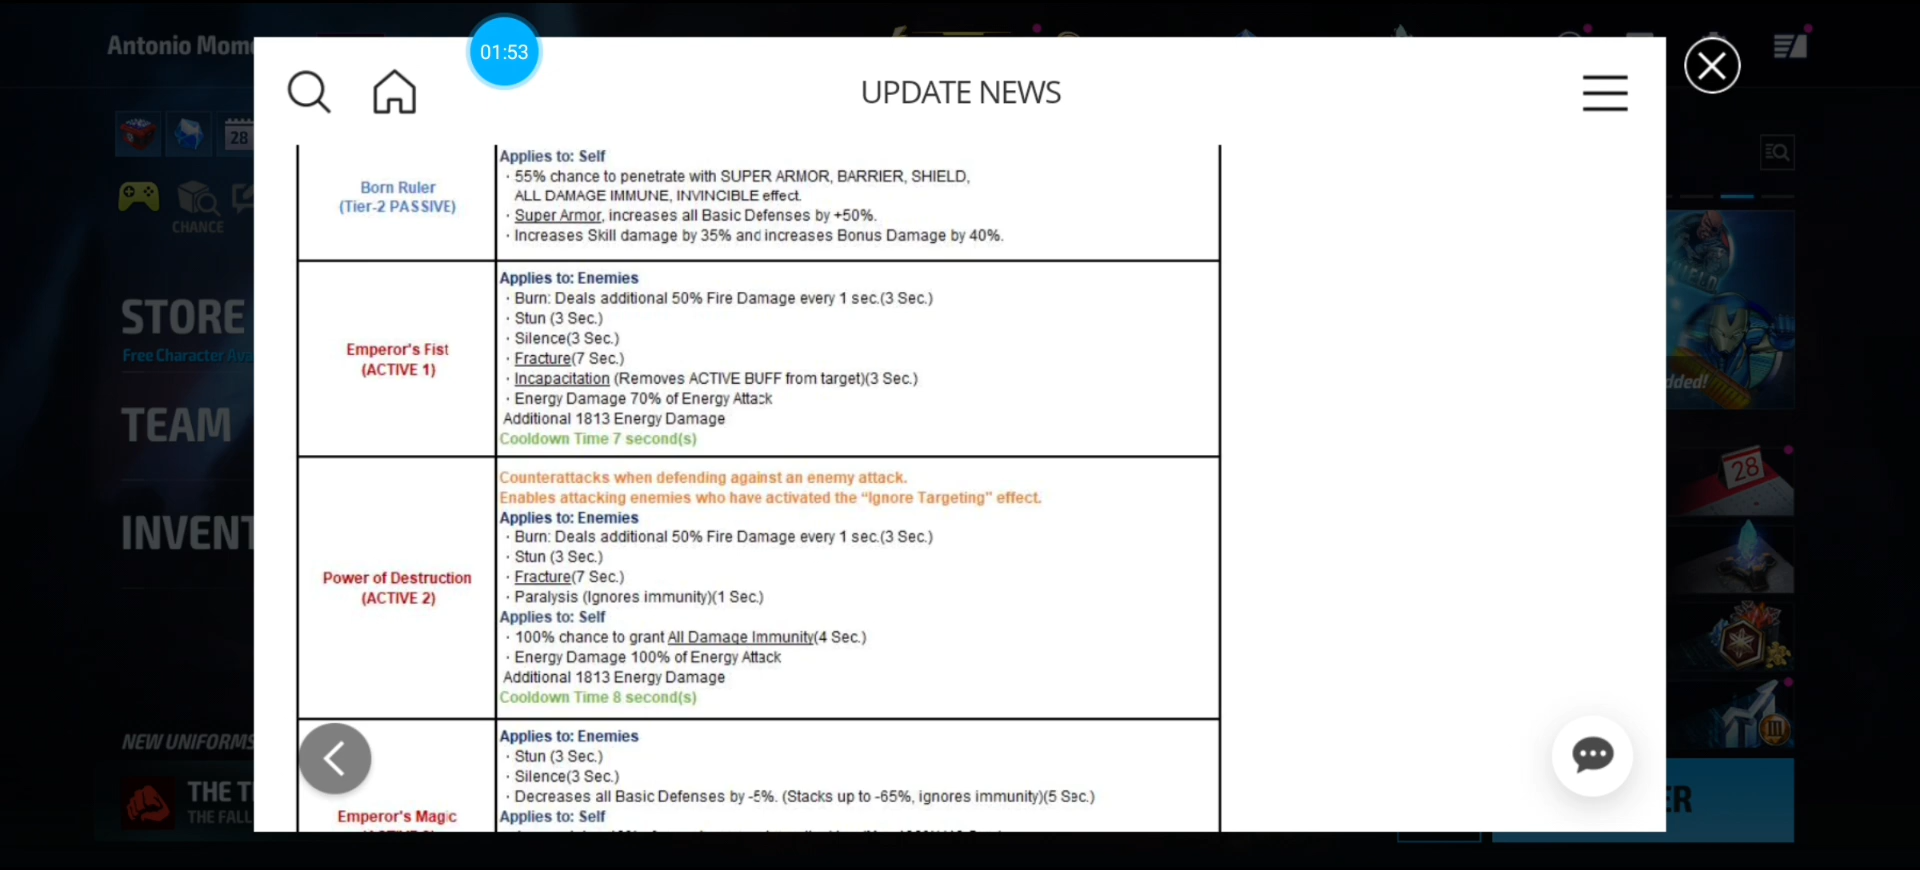 Antonio Mome
01:53
UPDATE NEWS
28
CHANCE
STORE
Free Character Ava
TEAM
INVENT
NEW UNIFORMS
THE T
THE FALL
Born Ruler
(Tier-2 PASSIVE)
Applies to: Self
· 55% chance to penetrate with SUPER ARMOR, BARRIER, SHIELD,
ALL DAMAGE IMMUNE, INVINCIBLE effect.
· Super Armor, increases all Basic Defenses by +50%.
· Increases Skill damage by 35% and increases Bonus Damage by 40%.
Emperor's Fist
(ACTIVE 1)
Applies to: Enemies
· Burn: Deals additional 50% Fire Damage every 1 sec.(3 Sec.)
· Stun (3 Sec.)
· Silence(3 Sec.)
· Fracture(7 Sec.)
· Incapacitation (Removes ACTIVE BUFF from target)(3 Sec.)
· Energy Damage 70% of Energy Attack
Additional 1813 Energy Damage
Cooldown Time 7 second(s)
Power of Destruction
(ACTIVE 2)
Counterattacks when defending against an enemy attack.
Enables attacking enemies who have activated the “Ignore Targeting” effect.
Applies to: Enemies
· Burn: Deals additional 50% Fire Damage every 1 sec.(3 Sec.)
· Stun (3 Sec.)
· Fracture(7 Sec.)
· Paralysis (Ignores immunity)(1 Sec.)
Applies to: Self
· 100% chance to grant All Damage Immunity(4 Sec.)
· Energy Damage 100% of Energy Attack
Additional 1813 Energy Damage
Cooldown Time 8 second(s)
Emperor's Magic
Applies to: Enemies
· Stun (3 Sec.)
· Silence(3 Sec.)
· Decreases all Basic Defenses by -5%. (Stacks up to -65%, ignores immunity)(5 Sec.)
Applies to: Self
dded!
28
ER